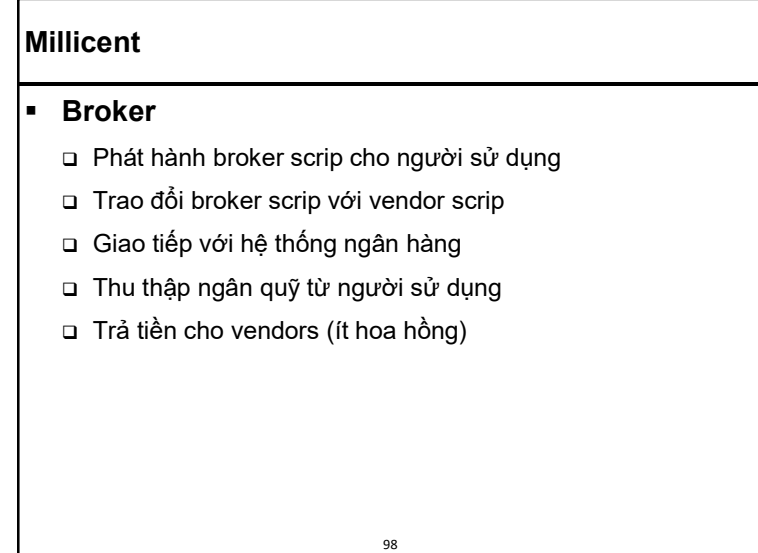 Millicent
▪ Broker
❑ Phát hành broker scrip cho người sử dụng
❑ Trao đổi broker scrip với vendor scrip
❑ Giao tiếp với hệ thống ngân hàng
❑ Thu thập ngân quỹ từ người sử dụng
❑ Trả tiền cho vendors (ít hoa hồng)
98